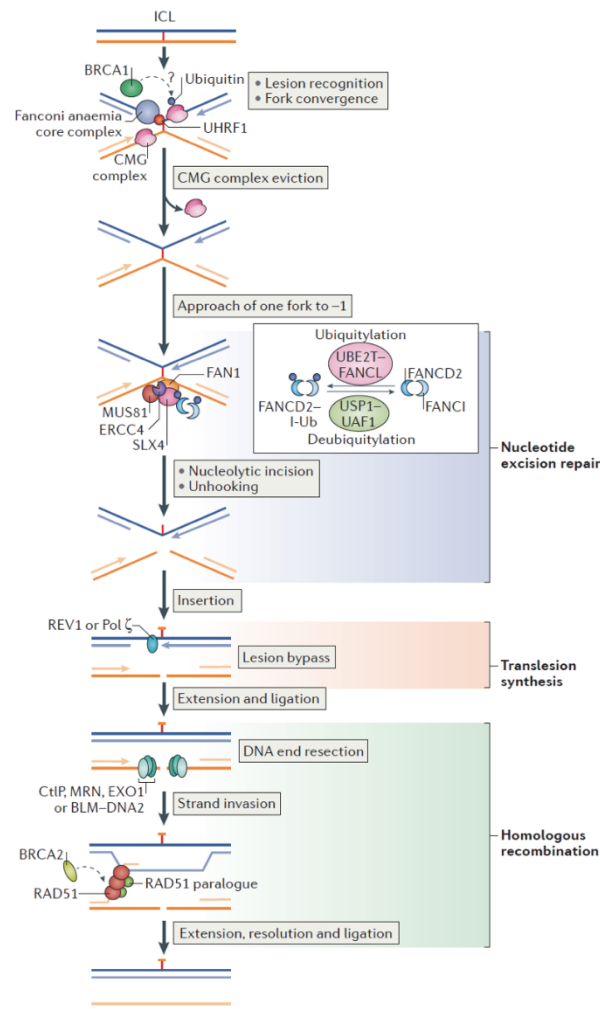 ICL
BRCA1
?
Ubiquitin
• Lesion recognition
• Fork convergence
Fanconi anaemia
core complex
UHRF1
CMG
complex
CMG complex eviction
Approach of one fork to –1
FAN1
MUS81
ERCC4
SLX4
Ubiquitylation
UBE2T–
FANCL
FANCD2–
I-Ub
FANCD2
FANCI
USP1–
UAF1
Deubiquitylation
Nucleotide
excision repair
• Nucleolytic incision
• Unhooking
Insertion
REV1 or Pol ζ
Lesion bypass
Translesion
synthesis
Extension and ligation
DNA end resection
CtIP, MRN, EXO1
or BLM–DNA2
Strand invasion
Homologous
recombination
BRCA2
RAD51
RAD51 paralogue
Extension, resolution and ligation